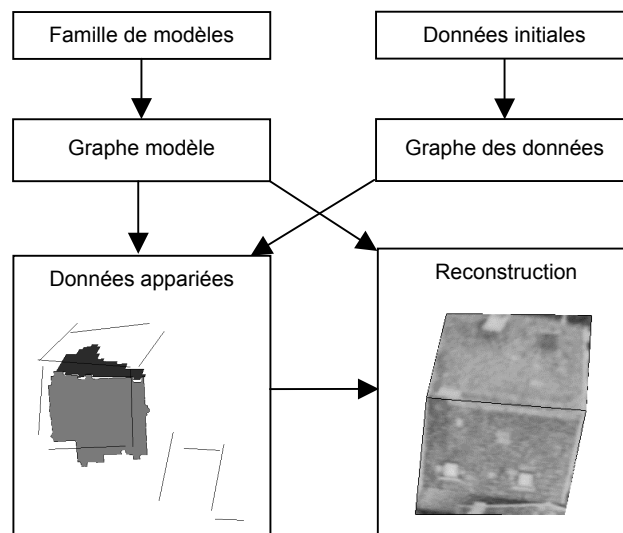 Famille de modèles
Données initiales
Graphe modèle
Graphe des données
Données appariées
Reconstruction